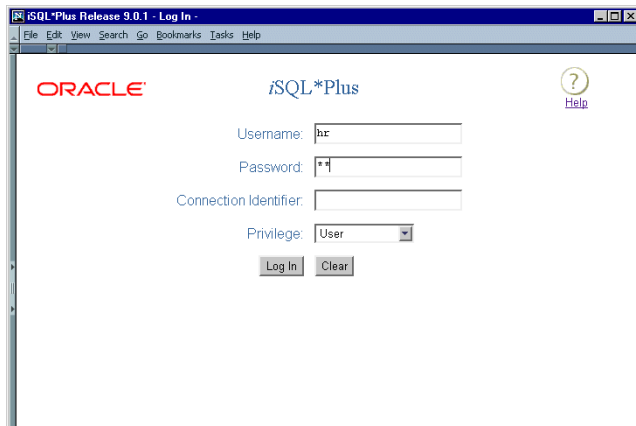 iSQL*Plus Release 9.0.1 - Log In -
File Edit View Search Go Bookmarks Tasks Help
ORACLE
iSQL*Plus
?
Help
Username: hr
Password: **
Connection Identifier:
Privilege: User
Log In Clear